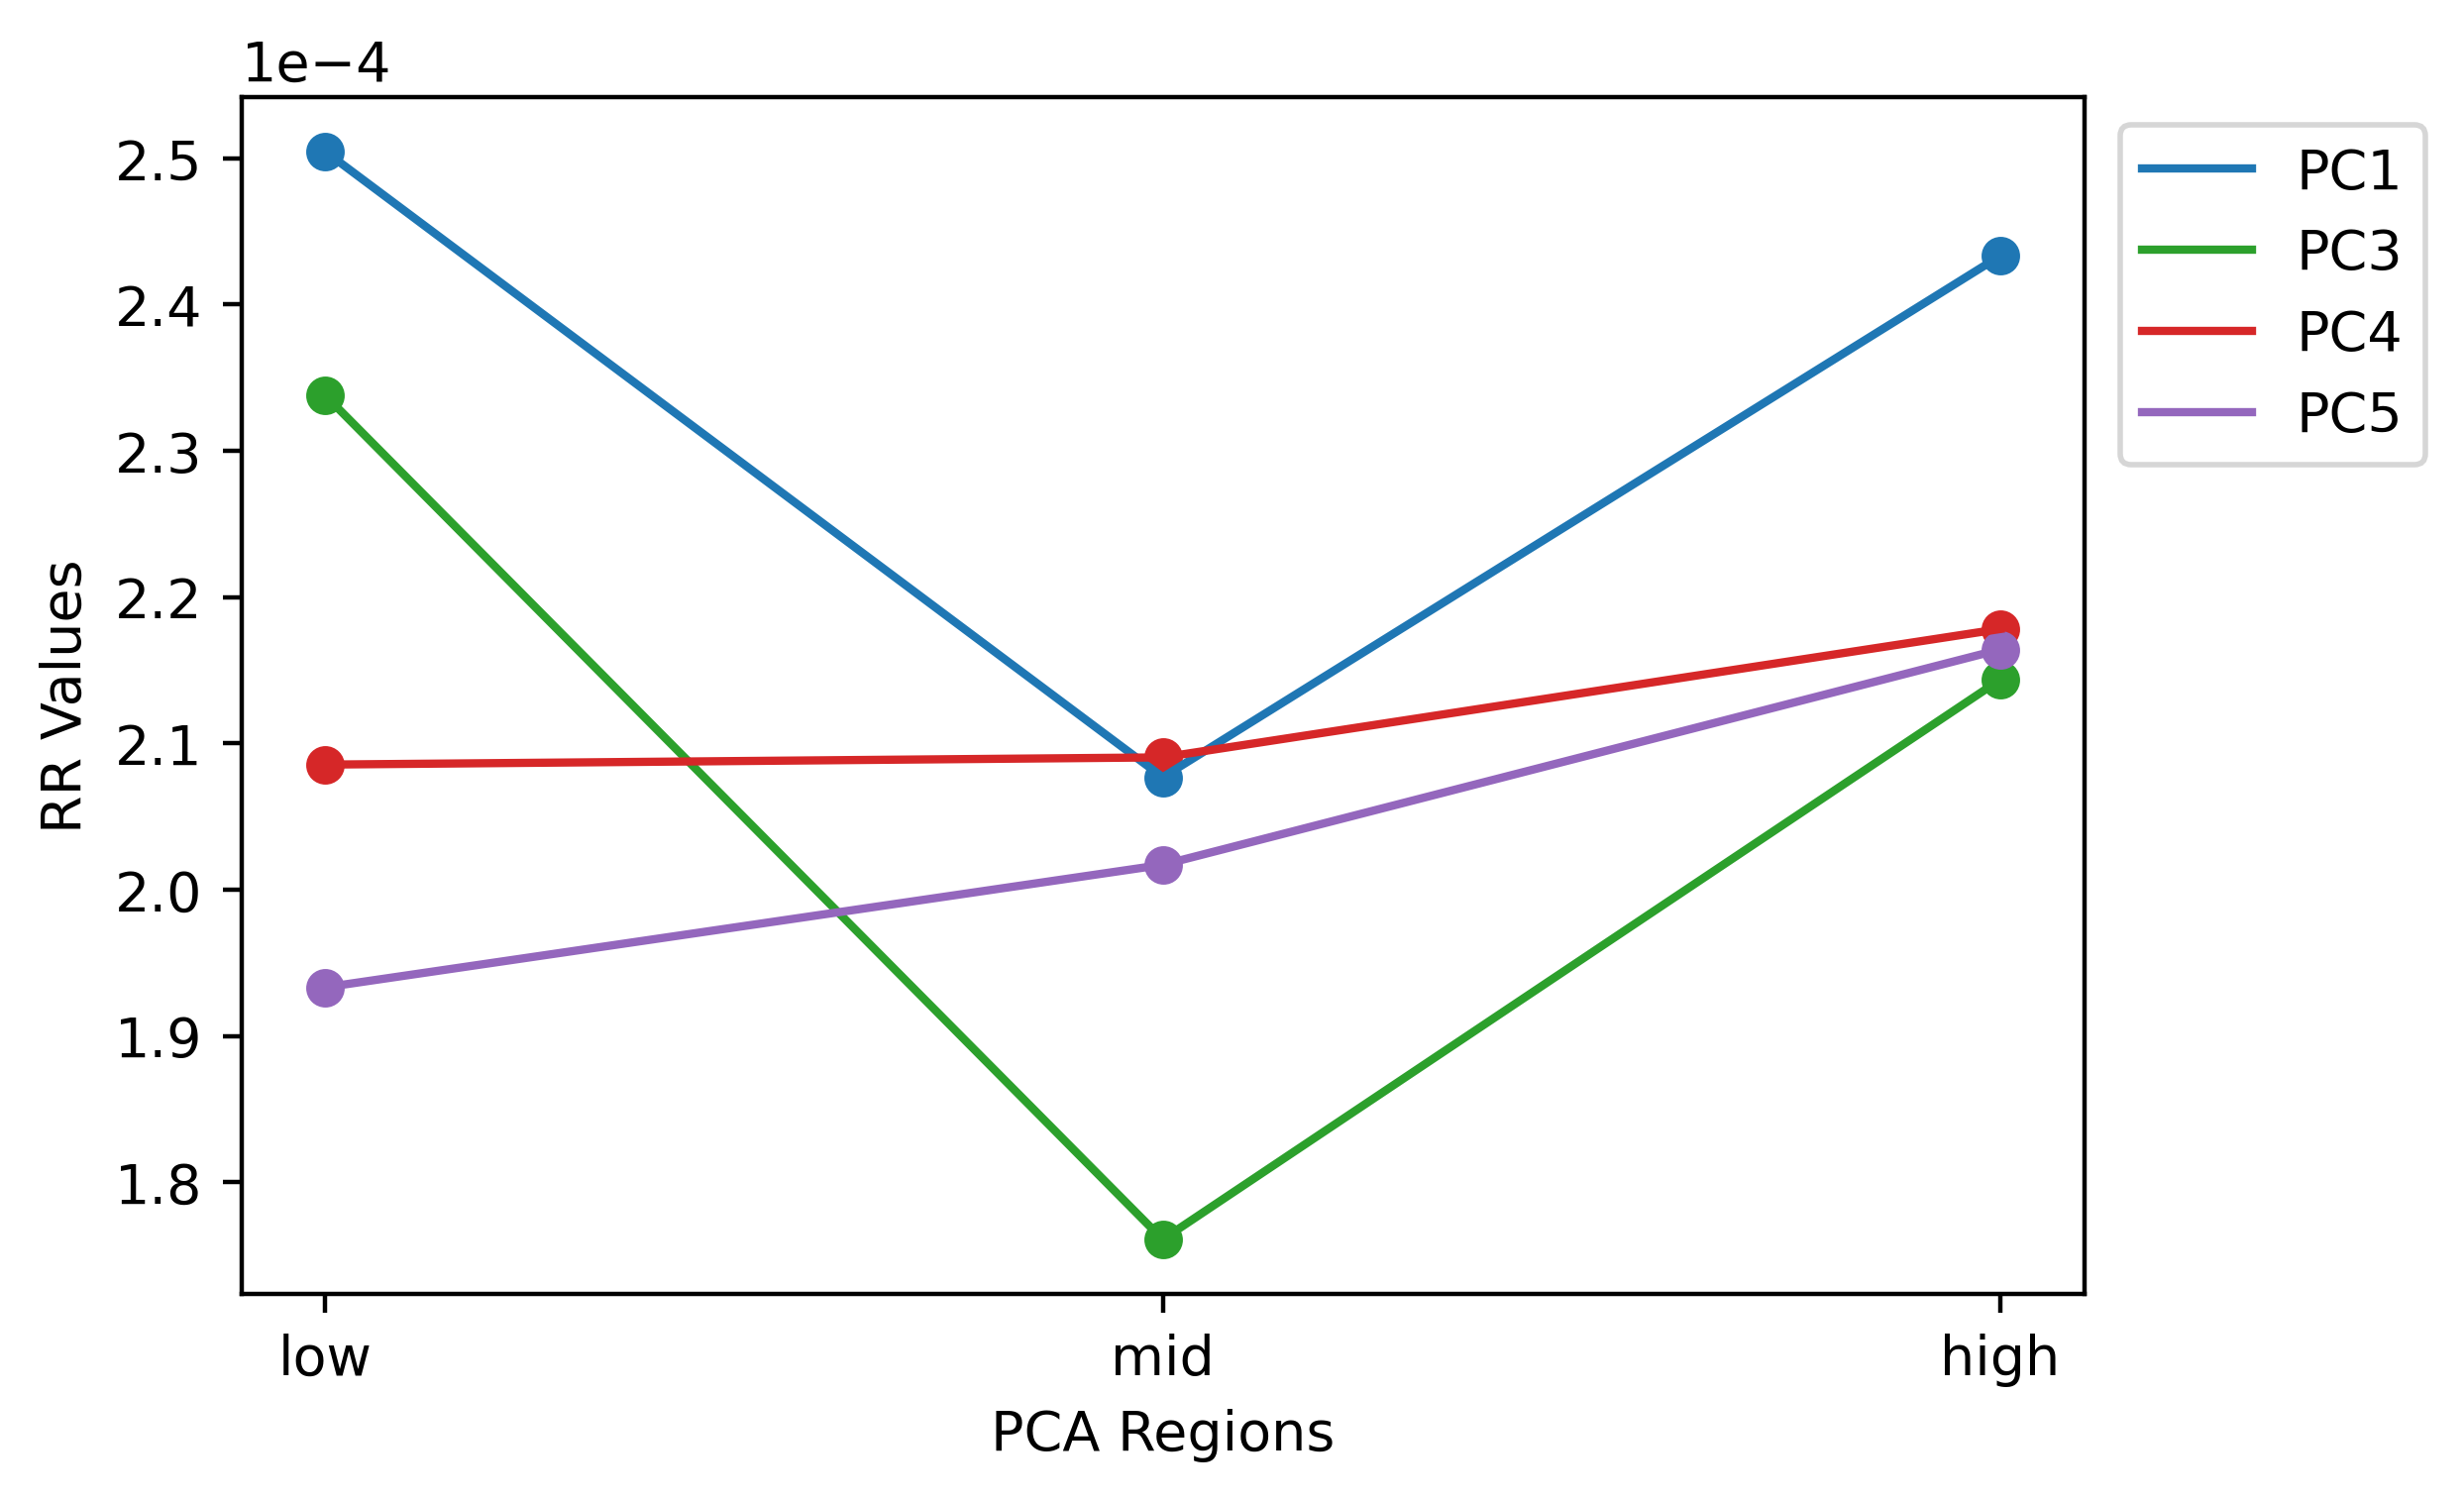 1e−4
2.5
2.4
2.3
2.2
2.1
2.0
1.9
1.8
RR Values
low mid high
PCA Regions
PC1
PC3
PC4
PC5